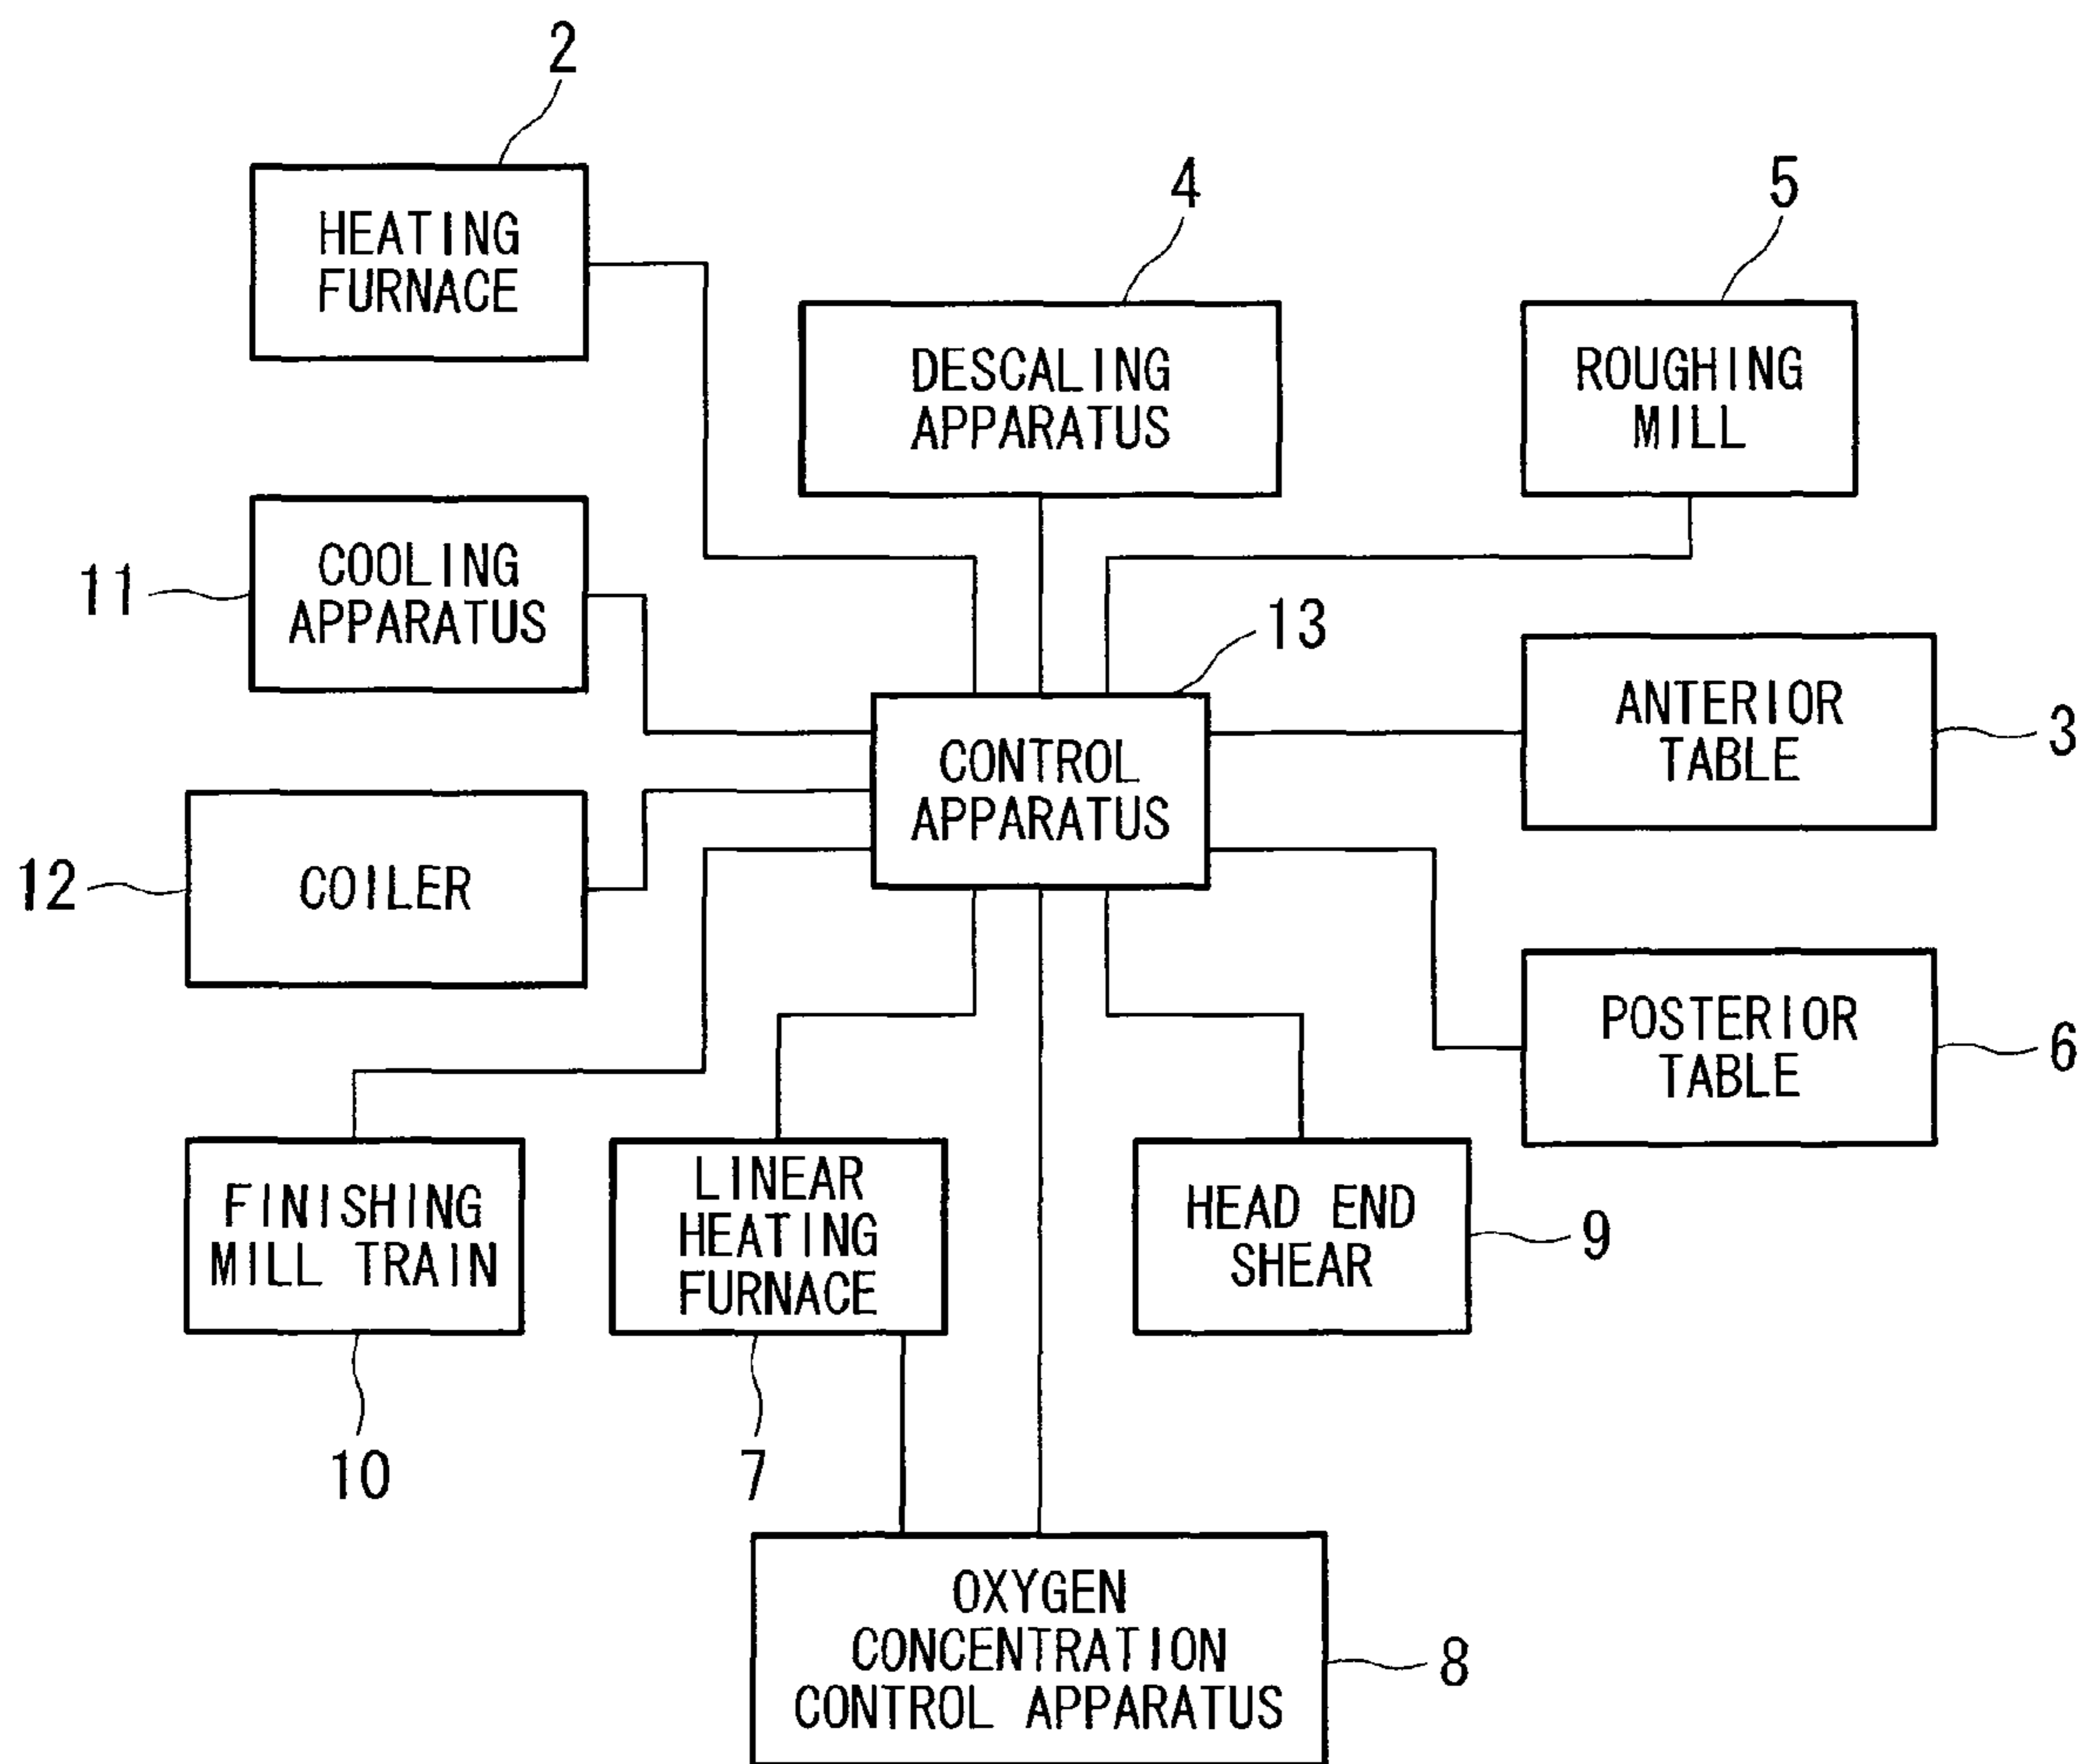 2
HEATING
FURNACE
4
DESCALING
APPARATUS
5
ROUGHING
MILL
11
COOLING
APPARATUS
13
CONTROL
APPARATUS
ANTERIOR
TABLE
3
12
COILER
POSTERIOR
TABLE
6
FINISHING
MILL TRAIN
10
LINEAR
HEATING
FURNACE
7
HEAD END
SHEAR
9
OXYGEN
CONCENTRATION
CONTROL APPARATUS
8